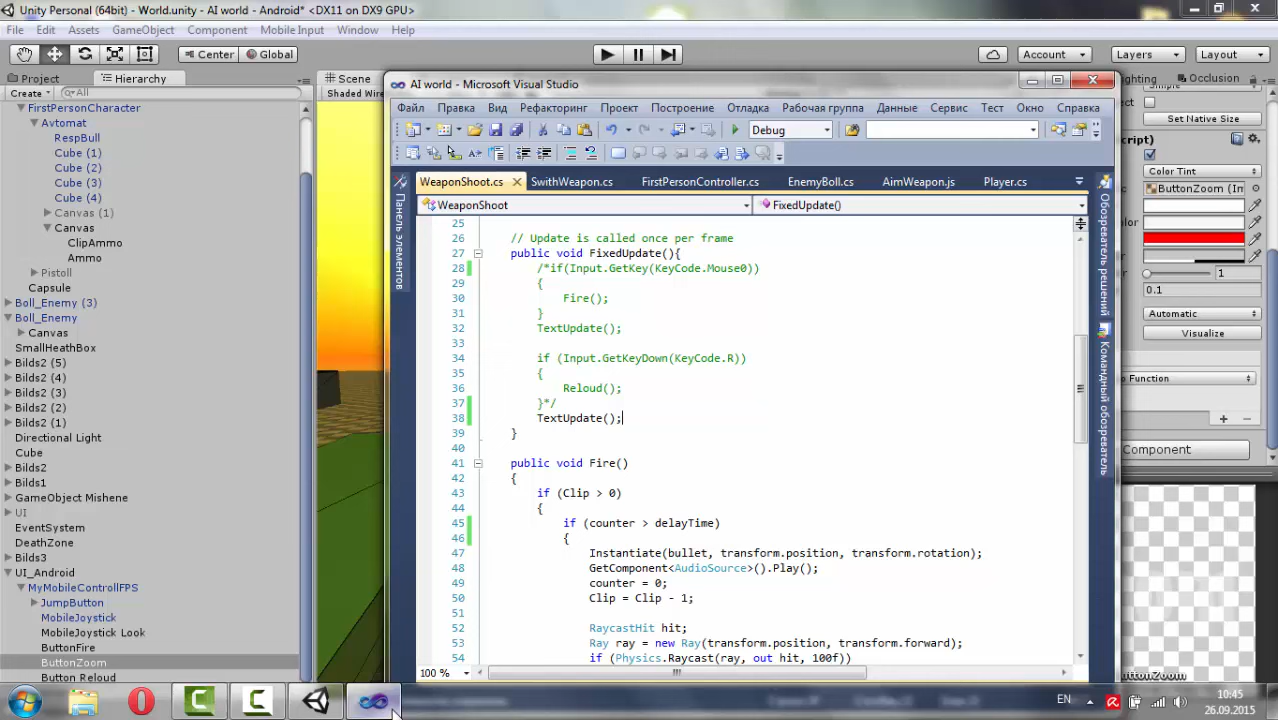 Unity Personal (64bit) - World.unity - AI world - Android* <DX11 on DX9 GPU>
File Edit Assets GameObject Component Mobile Input Window Help
Center Global Account Layers Layout
Project Hierarchy Scene Occlusion
Create All Shaded Wire
FirstPersonCharacter
Avtomat
RespBull
Cube (1)
Cube (2)
Cube (3)
Cube (4)
Canvas (1)
Canvas
ClipAmmo
Ammo
Pistoll
Capsule
Boll_Enemy (3)
Boll_Enemy
Canvas
SmallHeathBox
Bilds2 (5)
Bilds2 (4)
Bilds2 (3)
Bilds2 (2)
Bilds2 (1)
Directional Light
Cube
Bilds2
Bilds1
GameObject Mishene
UI
EventSystem
DeathZone
Bilds3
UI_Android
MyMobileControllFPS
JumpButton
MobileJoystick
MobileJoystick Look
ButtonFire
ButtonZoom
Button Reloud
AI world - Microsoft Visual Studio
Файл Правка Вид Рефакторинг Проект Построение Отладка Рабочая группа Данные Сервис Тест Окно Справка
Debug
WeaponShoot.cs SwithWeapon.cs FirstPersonController.cs EnemyBoll.cs AimWeapon.js Player.cs
WeaponShoot FixedUpdate()
Панель элементов
Обозреватель решений
Командный обозреватель
25
26 // Update is called once per frame
27 public void FixedUpdate(){
28 /*if(Input.GetKey(KeyCode.Mouse0))
29 {
30 Fire();
31 }
32 TextUpdate();
33
34 if (Input.GetKeyDown(KeyCode.R))
35 {
36 Reloud();
37 }*/
38 TextUpdate();
39 }
40
41 public void Fire()
42 {
43 if (Clip > 0)
44 {
45 if (counter > delayTime)
46 {
47 Instantiate(bullet, transform.position, transform.rotation);
48 GetComponent<AudioSource>().Play();
49 counter = 0;
50 Clip = Clip - 1;
51
52 RaycastHit hit;
53 Ray ray = new Ray(transform.position, transform.forward);
54 if (Physics.Raycast(ray, out hit, 100f))
100 %
Simple
Set Native Size
Script)
Color Tint
ButtonZoom (Im
1
0.1
Automatic
Visualize
o Function
Component
ButtonZoom
EN
10:45
26.09.2015